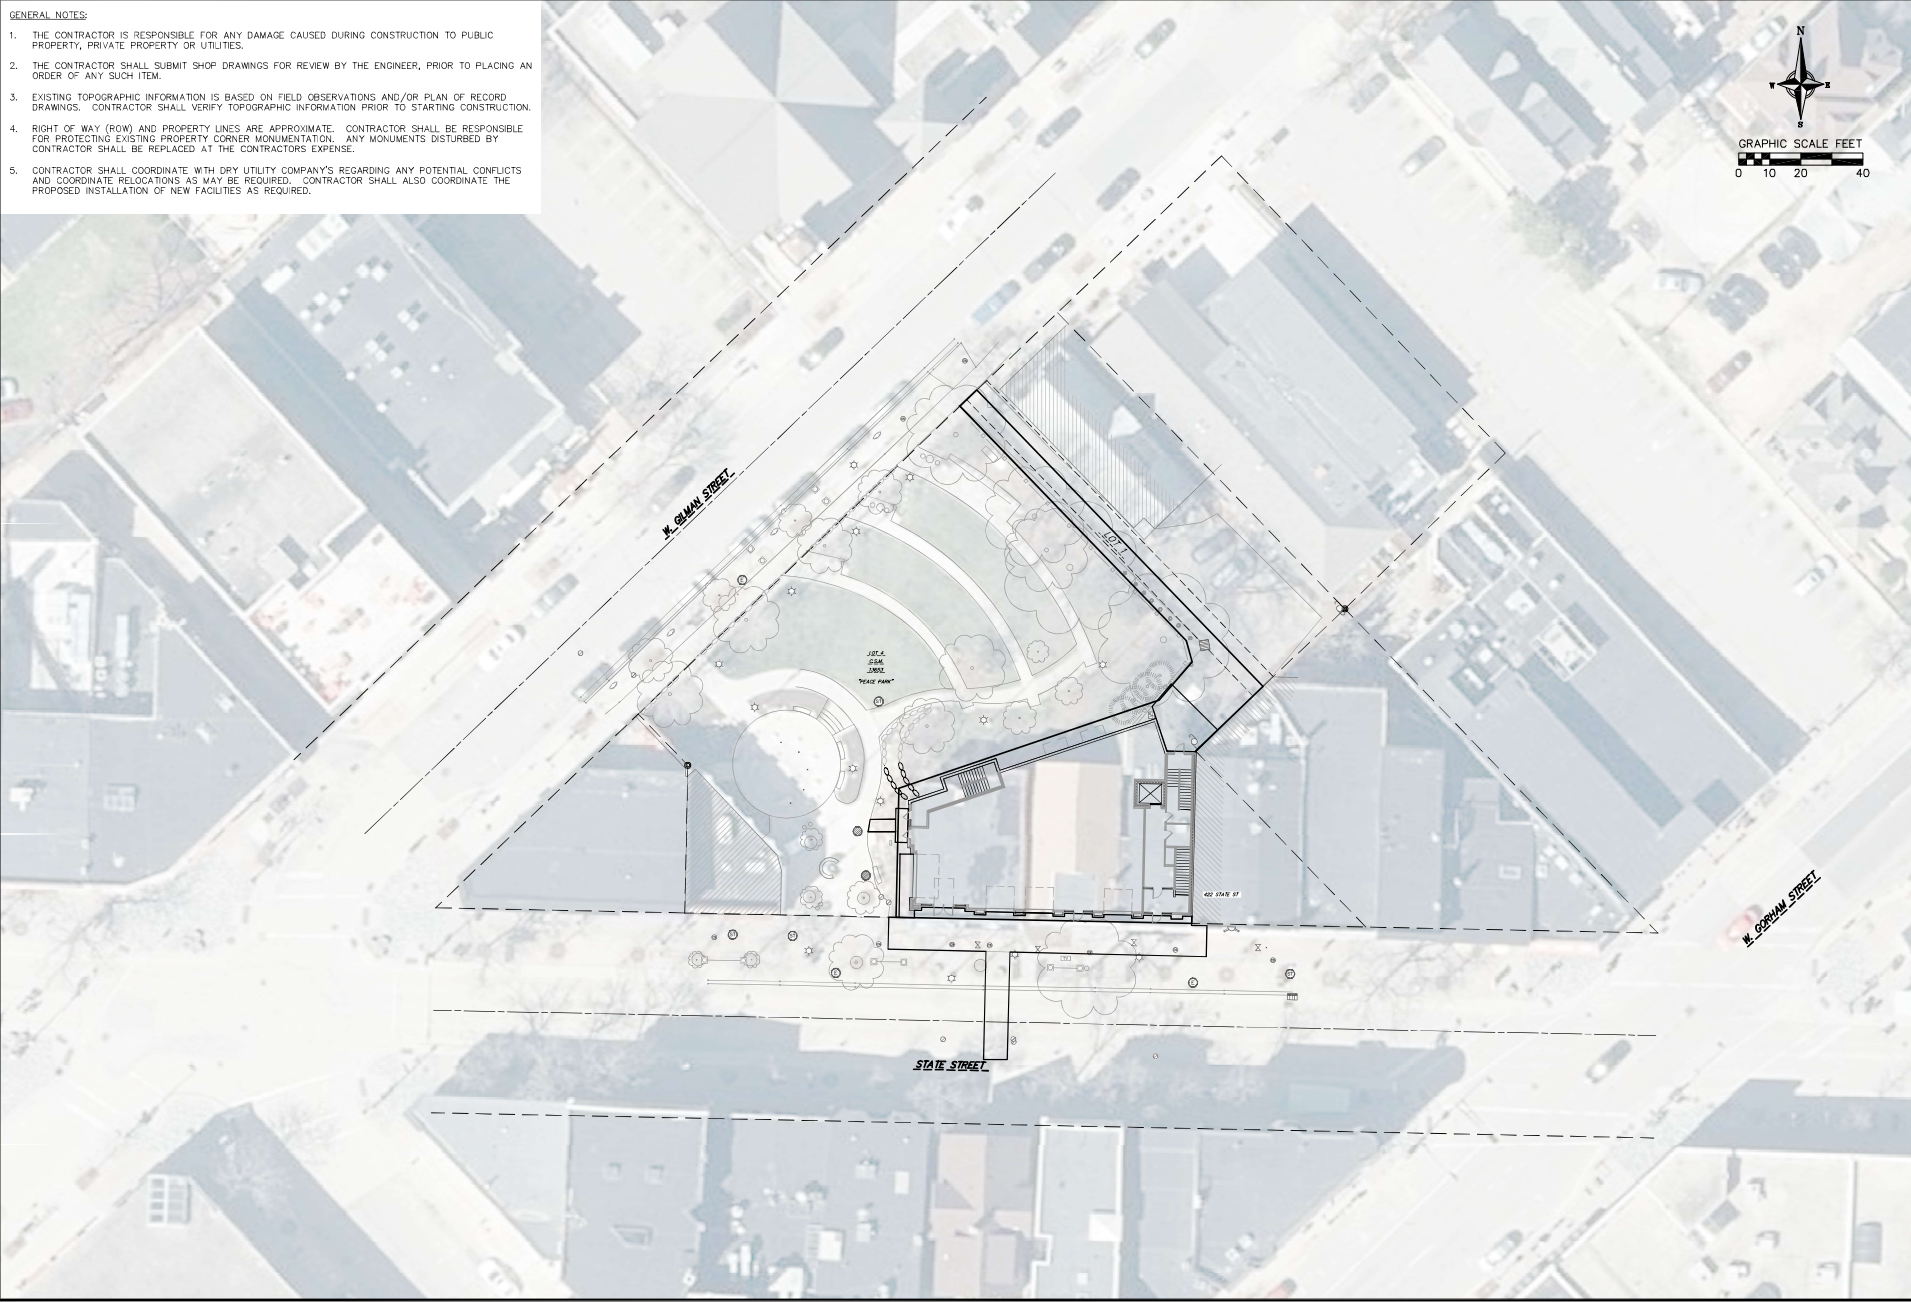 GENERAL NOTES:
1. THE CONTRACTOR IS RESPONSIBLE FOR ANY DAMAGE CAUSED DURING CONSTRUCTION TO PUBLIC
PROPERTY, PRIVATE PROPERTY OR UTILITIES.
2. THE CONTRACTOR SHALL SUBMIT SHOP DRAWINGS FOR REVIEW BY THE ENGINEER, PRIOR TO PLACING AN
ORDER OF ANY SUCH ITEM.
3. EXISTING TOPOGRAPHIC INFORMATION IS BASED ON FIELD OBSERVATIONS AND/OR PLAN OF RECORD
DRAWINGS. CONTRACTOR SHALL VERIFY TOPOGRAPHIC INFORMATION PRIOR TO STARTING CONSTRUCTION.
4. RIGHT OF WAY (ROW) AND PROPERTY LINES ARE APPROXIMATE. CONTRACTOR SHALL BE RESPONSIBLE
FOR PROTECTING EXISTING PROPERTY CORNER MONUMENTATION. ANY MONUMENTS DISTURBED BY
CONTRACTOR SHALL BE REPLACED AT THE CONTRACTORS EXPENSE.
5. CONTRACTOR SHALL COORDINATE WITH DRY UTILITY COMPANY'S REGARDING ANY POTENTIAL CONFLICTS
AND COORDINATE RELOCATIONS AS MAY BE REQUIRED. CONTRACTOR SHALL ALSO COORDINATE THE
PROPOSED INSTALLATION OF NEW FACILITIES AS REQUIRED.
N
W E
S
GRAPHIC SCALE FEET
0 10 20 40
W. GILMAN STREET
LOT 1
E
LOT 4
C.S.M.
"PEACE PARK"
ST
422 STATE ST
W. GORHAM STREET
ST
ST
E
E
ST
STATE STREET